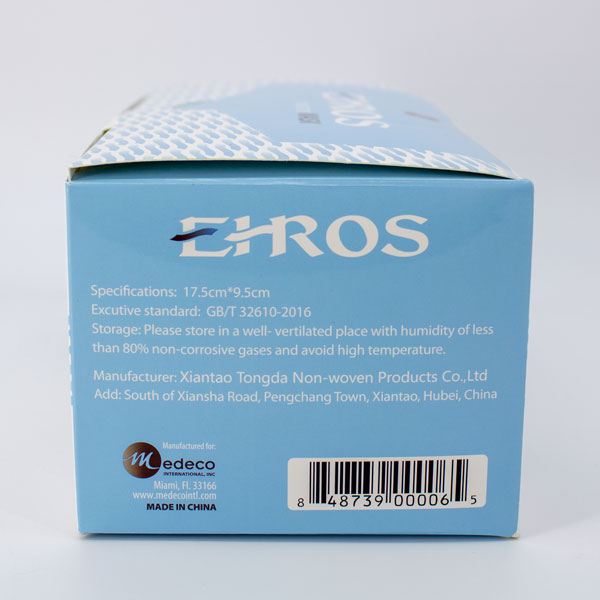 EHROS
Specifications: 17.5cm*9.5cm
Excutive standard: GB/T 32610-2016
Storage: Please store in a well- vertilated place with humidity of less
than 80% non-corrosive gases and avoid high temperature.
Manufacturer: Xiantao Tongda Non-woven Products Co.,Ltd
Add: South of Xiansha Road, Pengchang Town, Xiantao, Hubei, China
Manufactured for:
Medeco
INTERNATIONAL, INC
Miami, Fl. 33166
www.medecointl.com
MADE IN CHINA
8 48739 00006 5